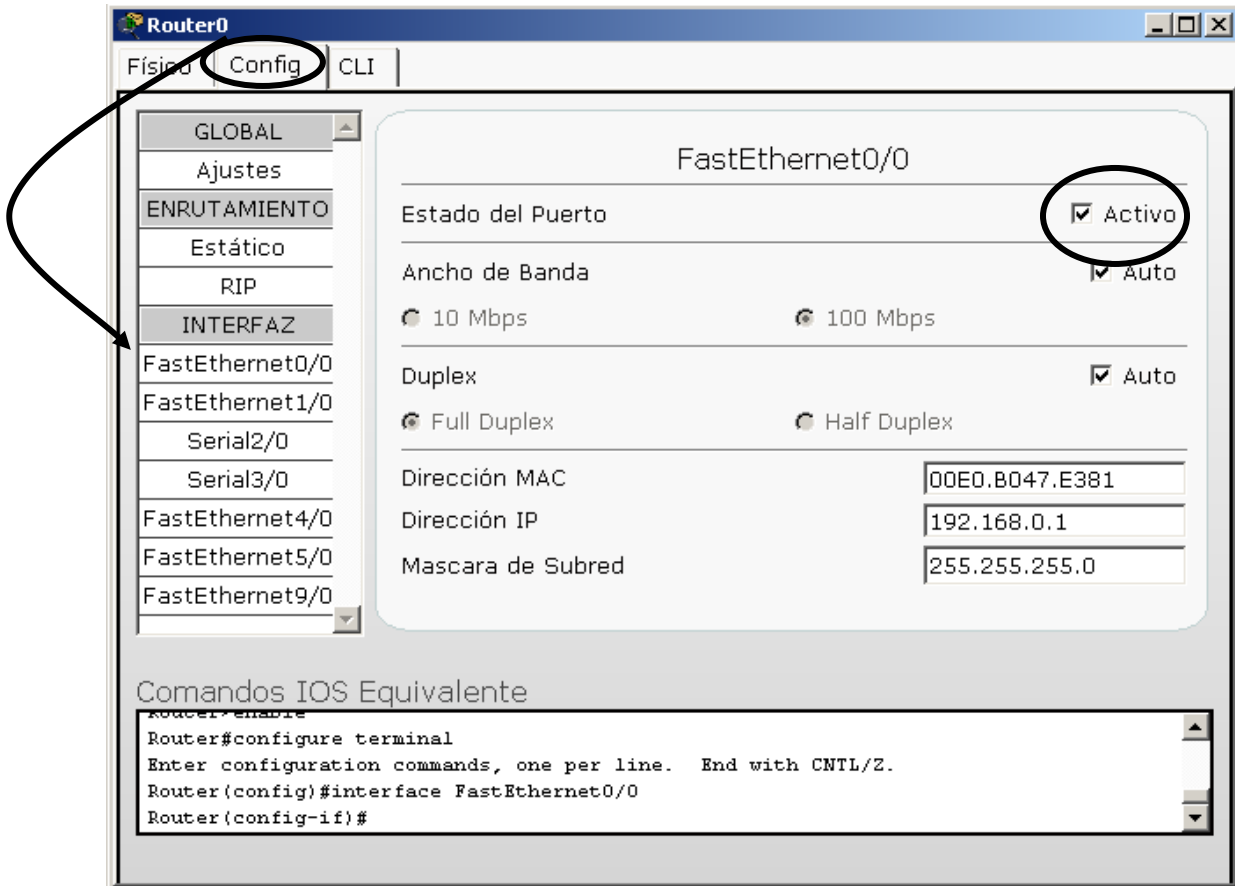 Router0
Físico Config CLI
GLOBAL
Ajustes
ENRUTAMIENTO
Estático
RIP
INTERFAZ
FastEthernet0/0
FastEthernet1/0
Serial2/0
Serial3/0
FastEthernet4/0
FastEthernet5/0
FastEthernet9/0
FastEthernet0/0
Estado del Puerto Activo
Ancho de Banda Auto
10 Mbps 100 Mbps
Duplex Auto
Full Duplex Half Duplex
Dirección MAC 00E0.B047.E381
Dirección IP 192.168.0.1
Mascara de Subred 255.255.255.0
Comandos IOS Equivalente
Router>enable
Router#configure terminal
Enter configuration commands, one per line. End with CNTL/Z.
Router(config)#interface FastEthernet0/0
Router(config-if)#